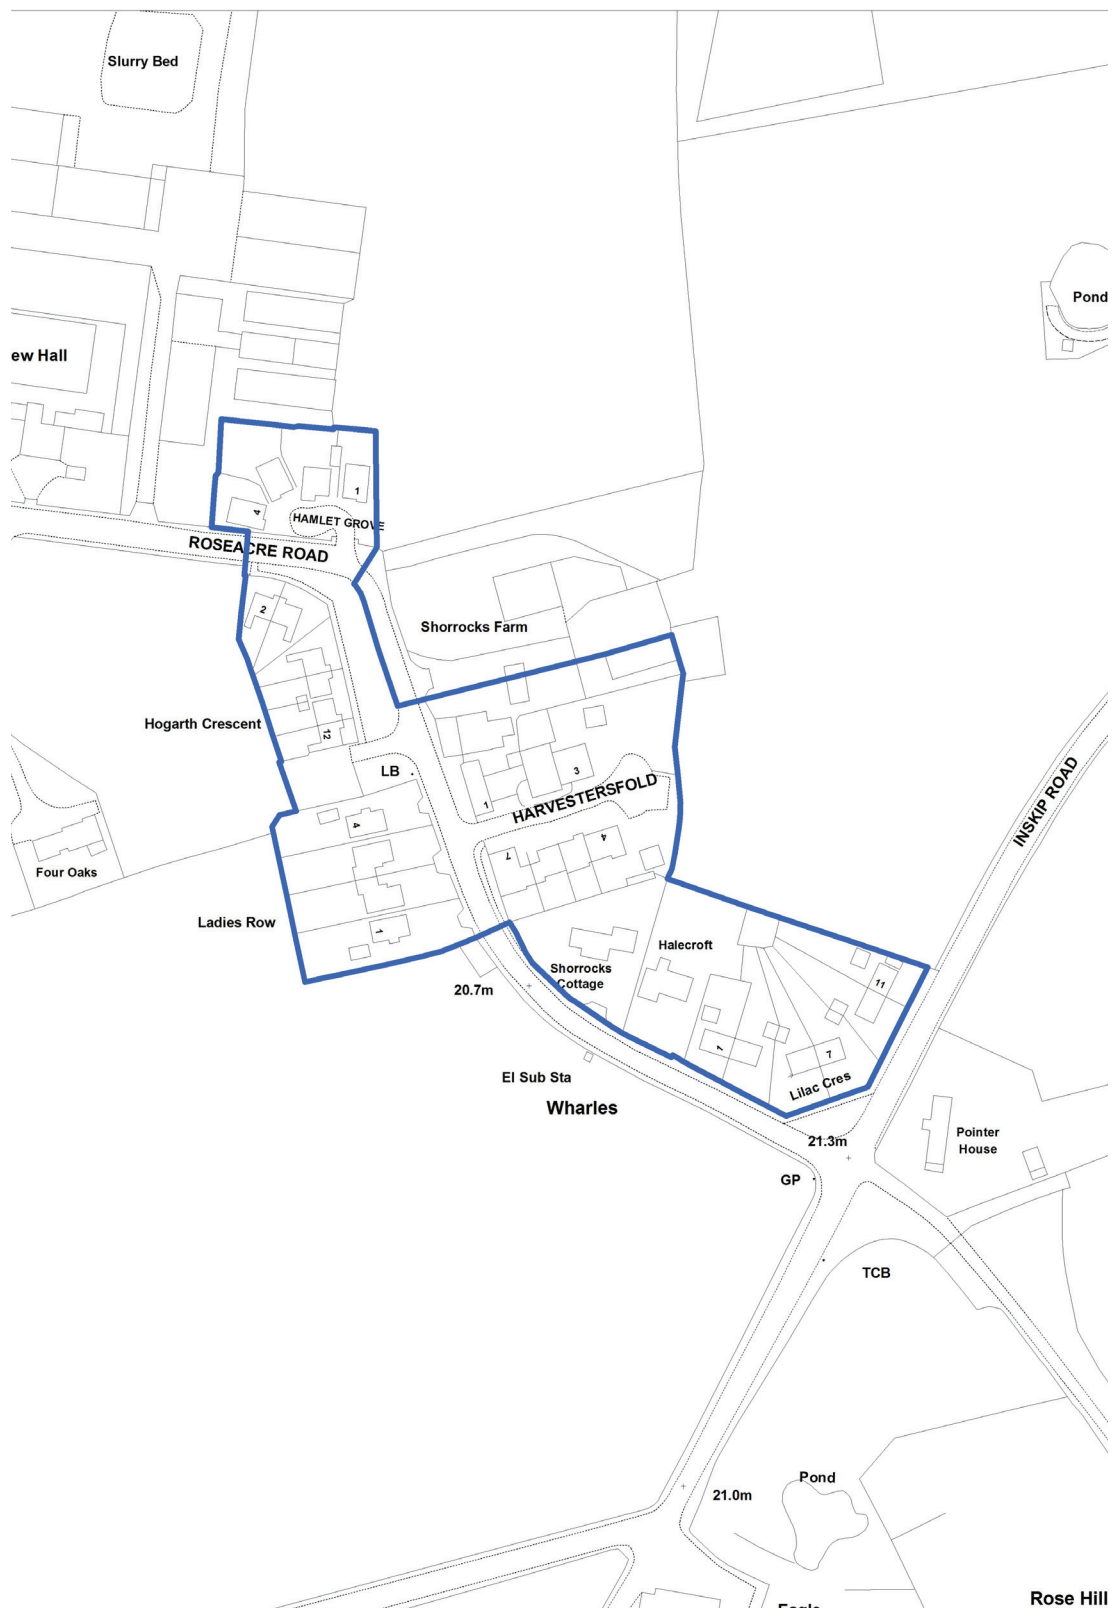 Slurry Bed
Pond
ew Hall
1
4
HAMLET GROVE
ROSEACRE ROAD
2
Shorrocks Farm
Hogarth Crescent
12
LB
3
1
HARVESTERSFOLD
INSKIP ROAD
4
4
7
Four Oaks
Ladies Row
1
Halecroft
Shorrocks
Cottage
11
20.7m
1
7
El Sub Sta
Lilac Cres
Wharles
Pointer
House
21.3m
GP
TCB
Pond
21.0m
Rose Hill